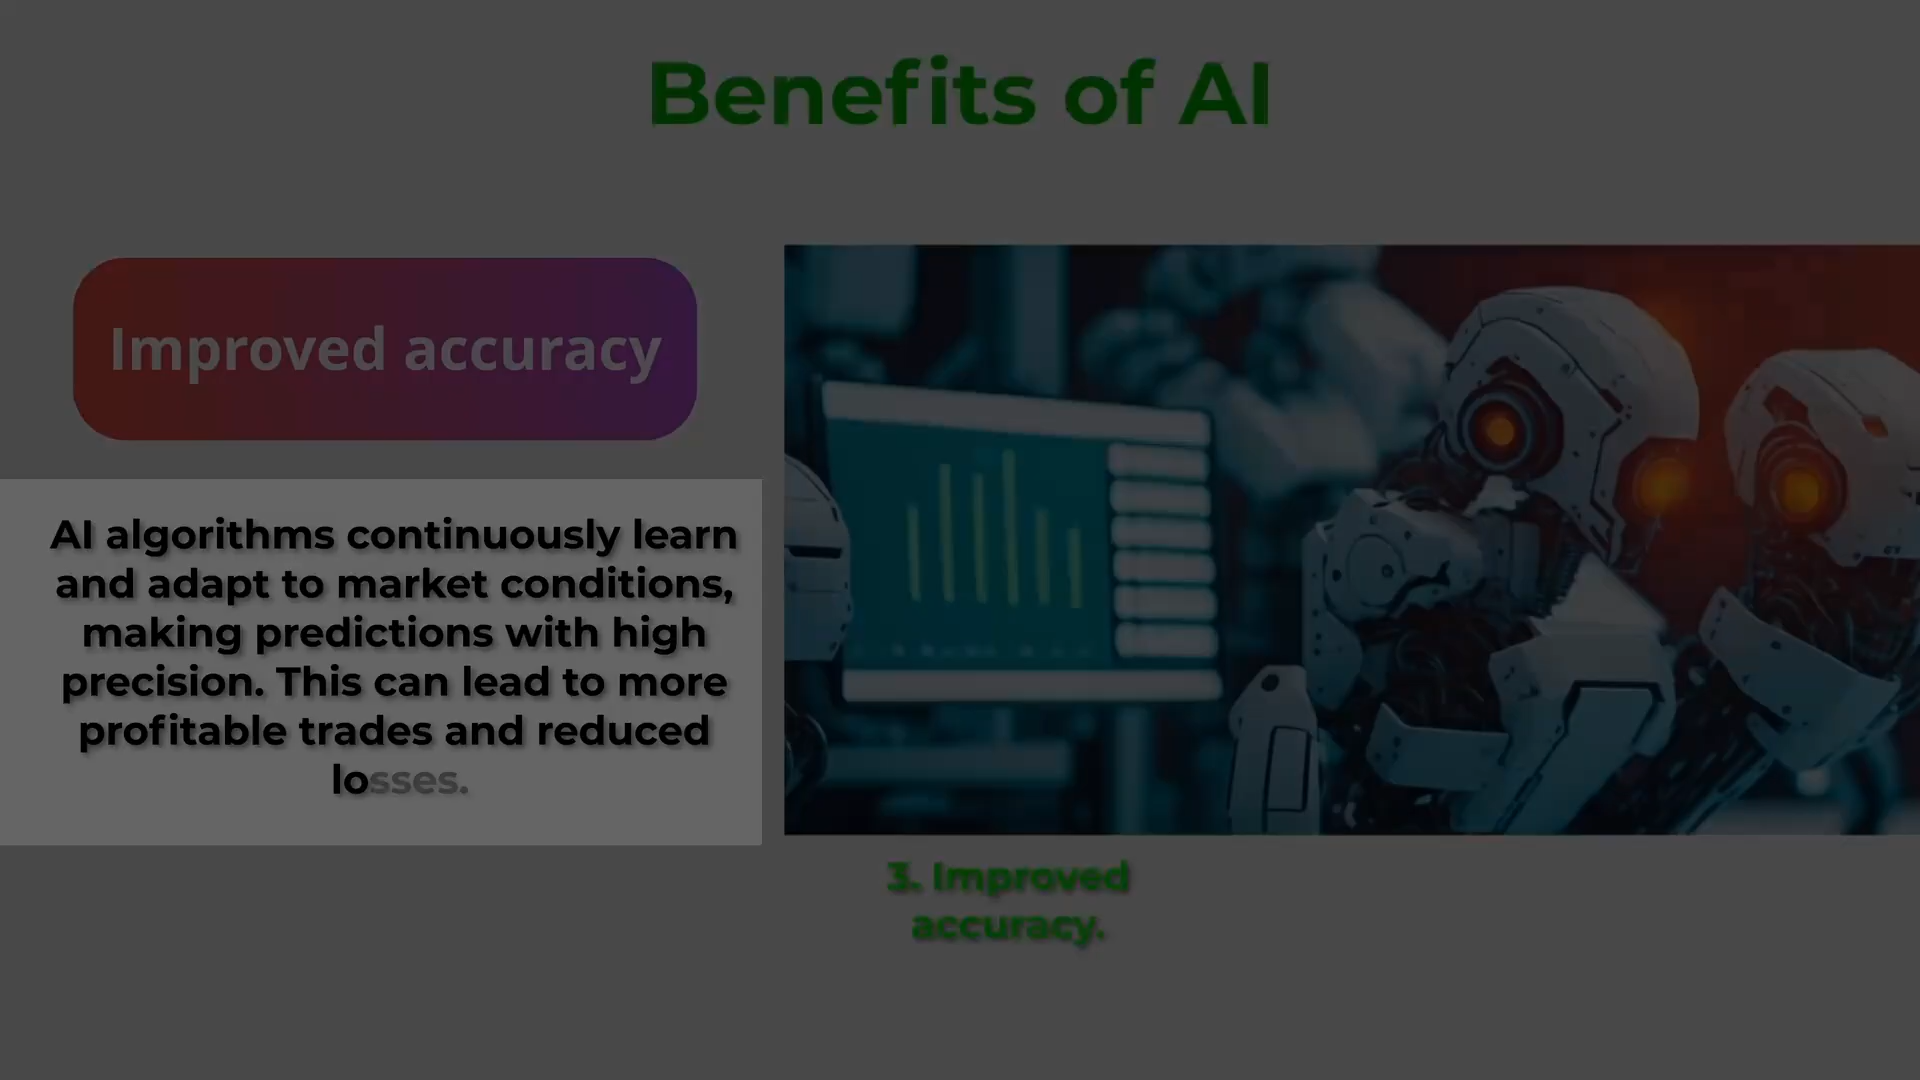 Benefits of AI
Improved accuracy
AI algorithms continuously learn
and adapt to market conditions,
making predictions with high
precision. This can lead to more
profitable trades and reduced
losses.
3. Improved
accuracy.